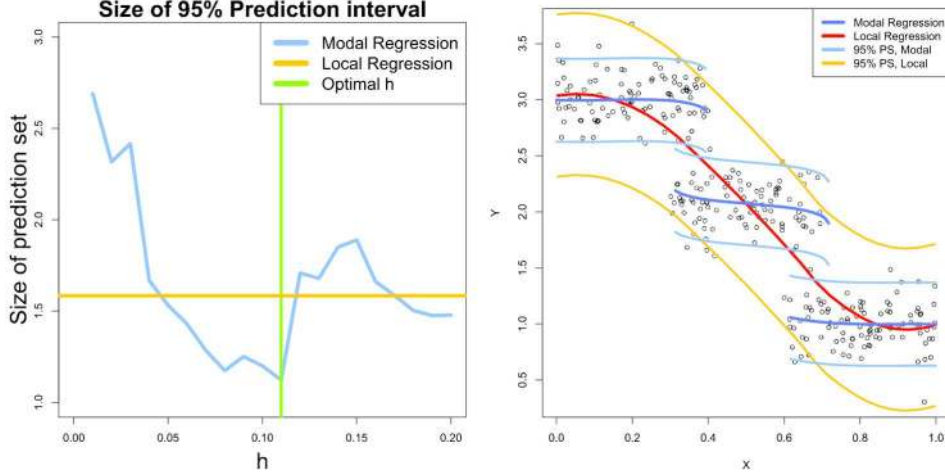 Size of 95% Prediction interval
Modal Regression
Local Regression
Optimal h
Size of prediction set
3.0
2.5
2.0
1.5
1.0
0.00 0.05 0.10 0.15 0.20
h
Modal Regression
Local Regression
95% PS, Modal
95% PS, Local
Y
3.5
3.0
2.5
2.0
1.5
1.0
0.5
0.0 0.2 0.4 0.6 0.8 1.0
X